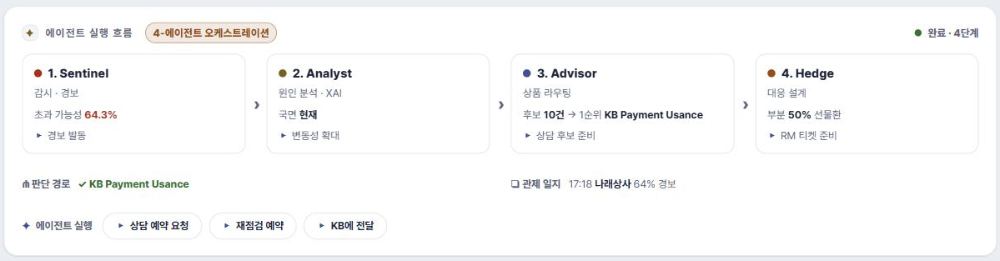 에이전트 실행 흐름 4-에이전트 오케스트레이션 완료 · 4단계
1. Sentinel
감시 · 경보
초과 가능성 64.3%
경보 발동
2. Analyst
원인 분석 · XAI
국면 현재
변동성 확대
3. Advisor
상품 라우팅
후보 10건 → 1순위 KB Payment Usance
상담 후보 준비
4. Hedge
대응 설계
부분 50% 선물환
RM 티켓 준비
판단 경로 ✓ KB Payment Usance
관제 일지 17:18 나래상사 64% 경보
에이전트 실행 상담 예약 요청 재점검 예약 KB에 전달